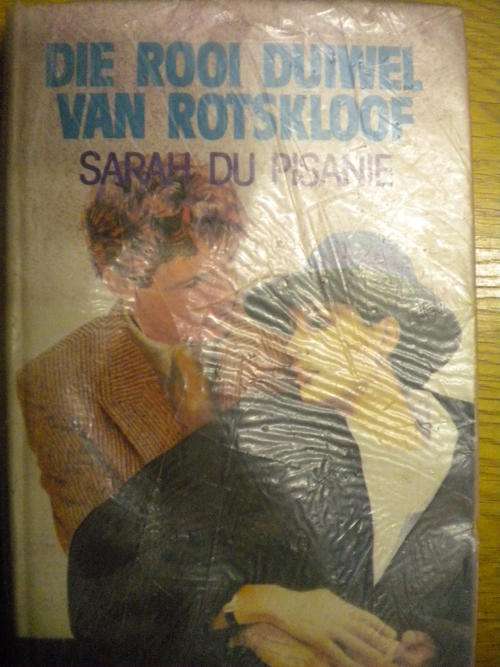 DIE ROOI DUIWEL
VAN ROTSKLOOF
SARAH DU PISANIE